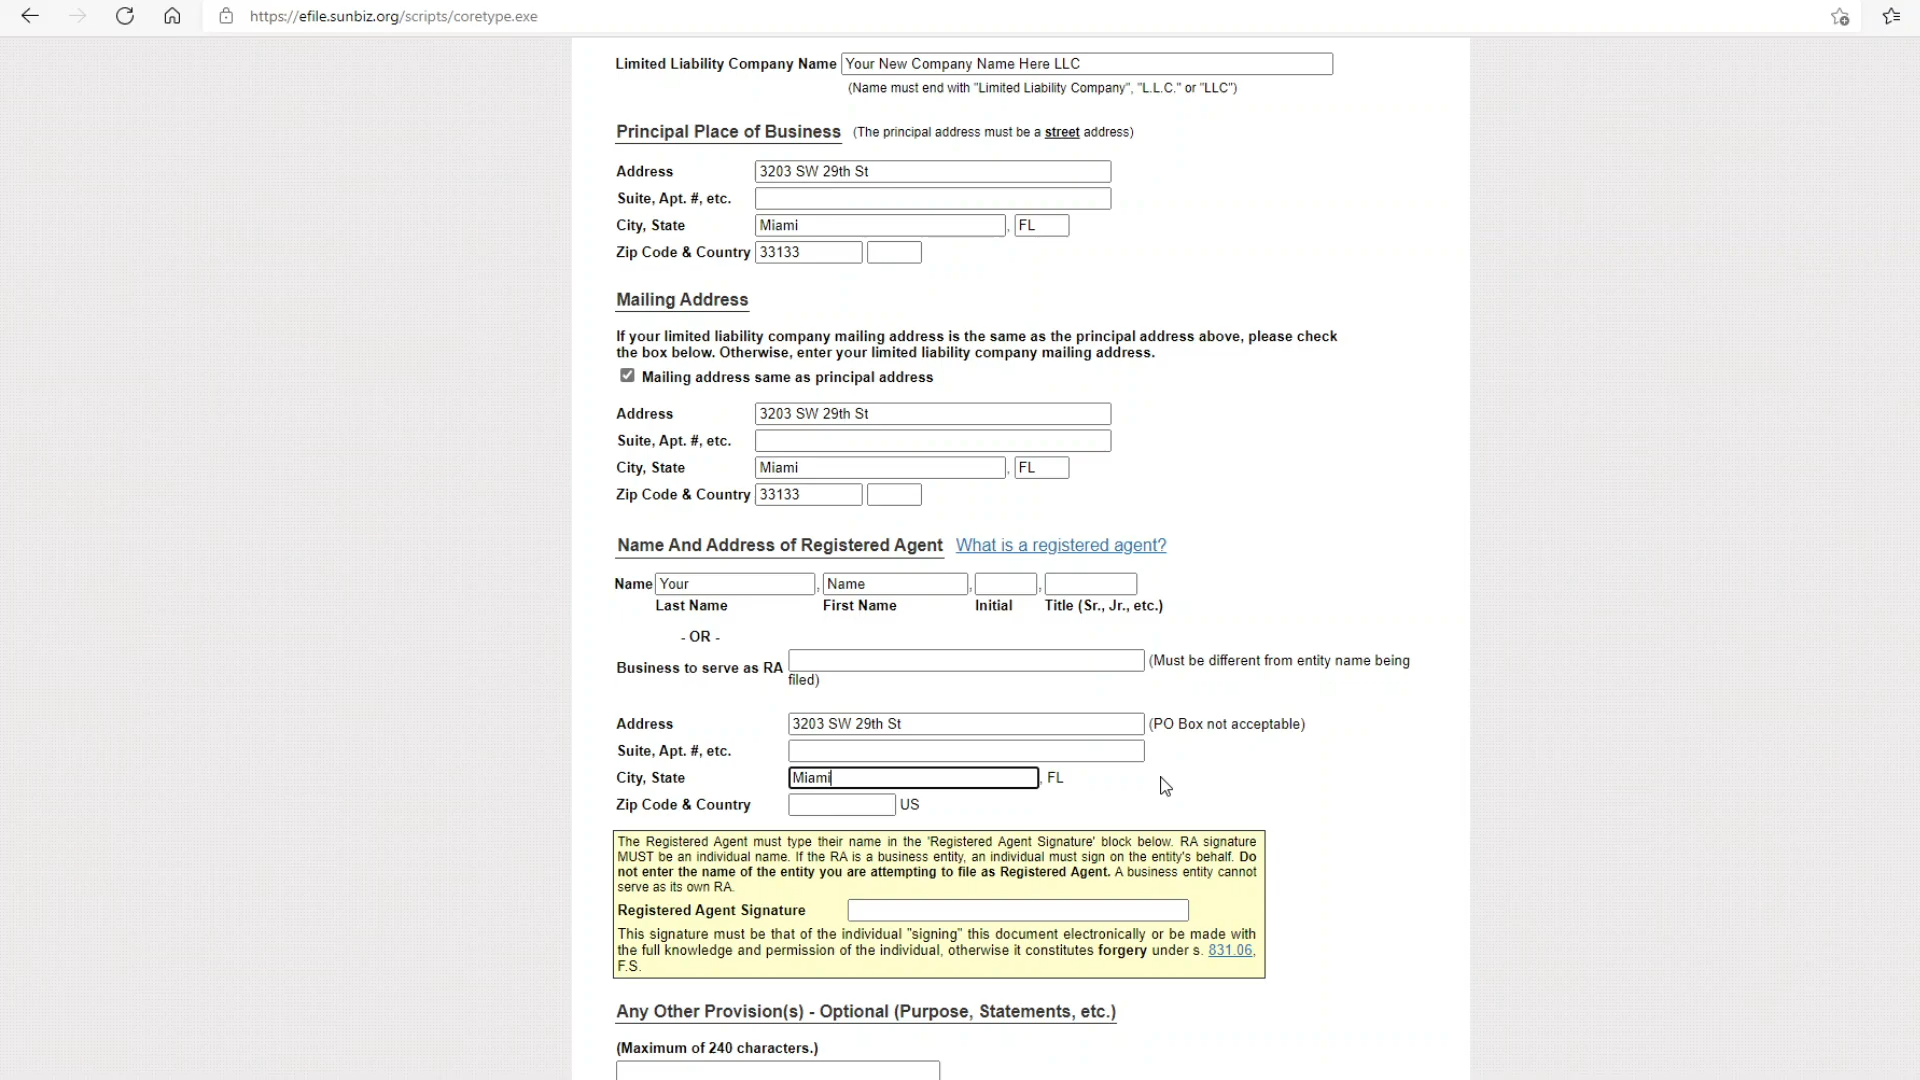 https://efile.sunbiz.org/scripts/coretype.exe
Limited Liability Company Name Your New Company Name Here LLC
(Name must end with "Limited Liability Company", "L.L.C." or "LLC")
Principal Place of Business (The principal address must be a street address)
Address 3203 SW 29th St
Suite, Apt. #, etc.
City, State Miami , FL
Zip Code & Country 33133
Mailing Address
If your limited liability company mailing address is the same as the principal address above, please check
the box below. Otherwise, enter your limited liability company mailing address.
Mailing address same as principal address
Address 3203 SW 29th St
Suite, Apt. #, etc.
City, State Miami , FL
Zip Code & Country 33133
Name And Address of Registered Agent What is a registered agent?
Name Your , Name , ,
Last Name First Name Initial Title (Sr., Jr., etc.)
- OR -
Business to serve as RA (Must be different from entity name being
filed)
Address 3203 SW 29th St (PO Box not acceptable)
Suite, Apt. #, etc.
City, State Miami , FL
Zip Code & Country US
The Registered Agent must type their name in the 'Registered Agent Signature' block below. RA signature
MUST be an individual name. If the RA is a business entity, an individual must sign on the entity's behalf. Do
not enter the name of the entity you are attempting to file as Registered Agent. A business entity cannot
serve as its own RA.
Registered Agent Signature
This signature must be that of the individual "signing" this document electronically or be made with
the full knowledge and permission of the individual, otherwise it constitutes forgery under s. 831.06,
F.S.
Any Other Provision(s) - Optional (Purpose, Statements, etc.)
(Maximum of 240 characters.)